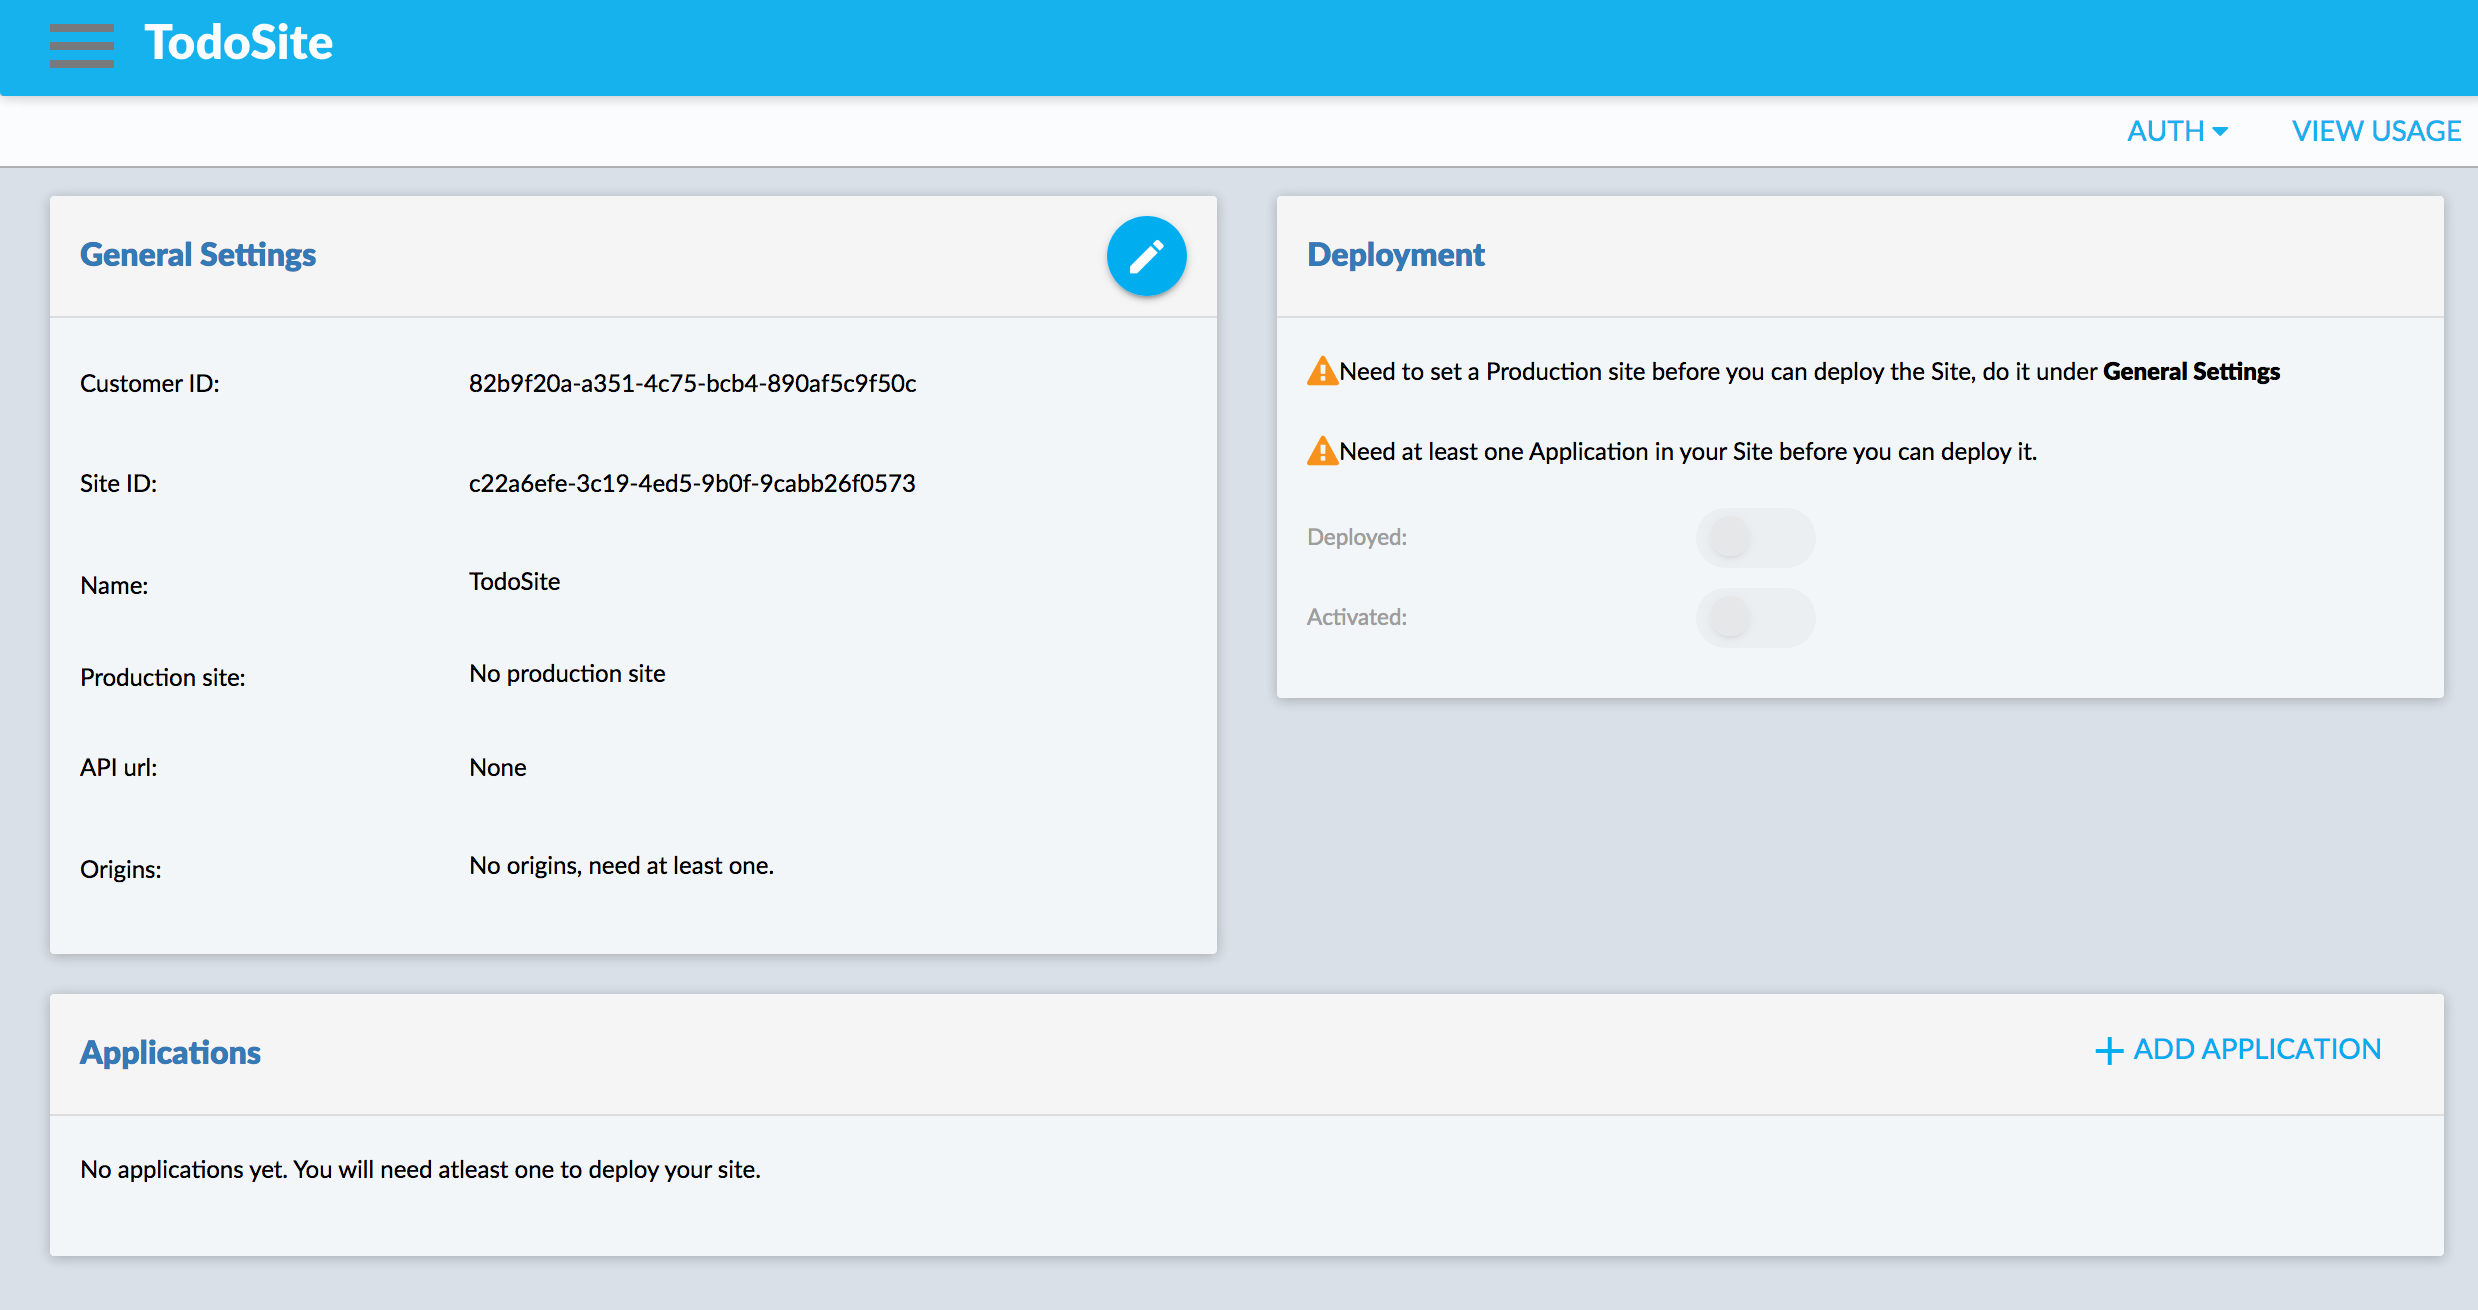 TodoSite
AUTH
VIEW USAGE
General Settings
Customer ID: 82b9f20a-a351-4c75-bcb4-890af5c9f50c
Site ID: c22a6efe-3c19-4ed5-9b0f-9cabb26f0573
Name: TodoSite
Production site: No production site
API url: None
Origins: No origins, need at least one.
Deployment
Need to set a Production site before you can deploy the Site, do it under General Settings
Need at least one Application in your Site before you can deploy it.
Deployed:
Activated:
Applications
ADD APPLICATION
No applications yet. You will need atleast one to deploy your site.